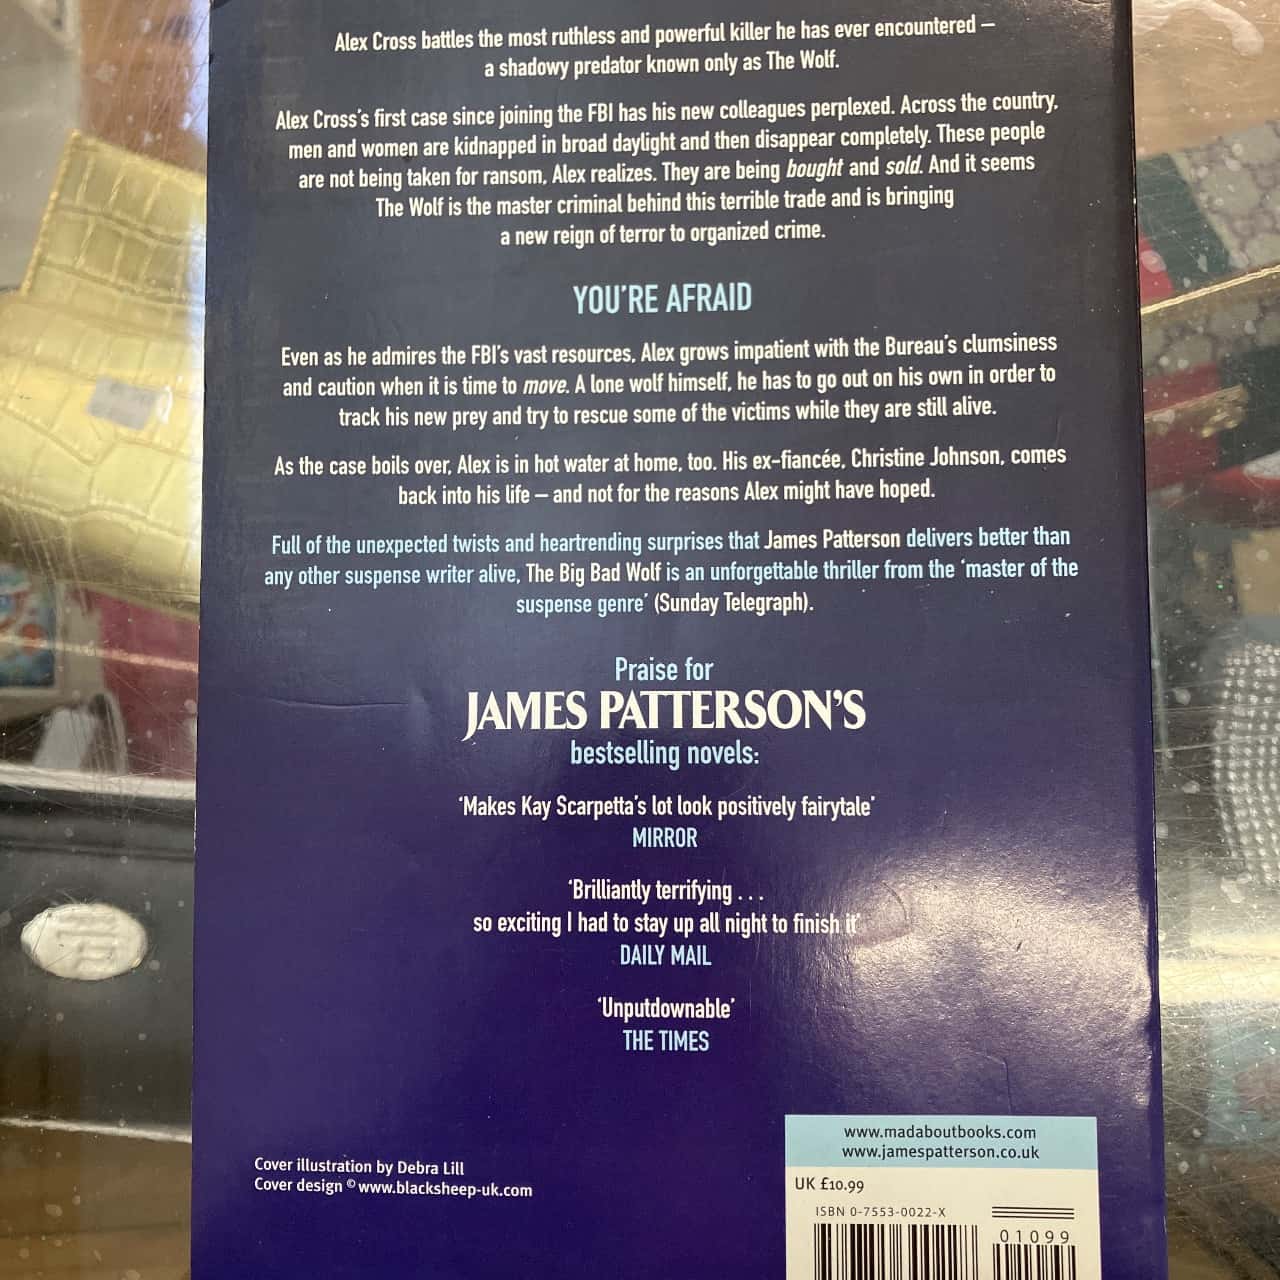 Alex Cross battles the most ruthless and powerful killer he has ever encountered –
a shadowy predator known only as The Wolf.
Alex Cross's first case since joining the FBI has his new colleagues perplexed. Across the country,
men and women are kidnapped in broad daylight and then disappear completely. These people
are not being taken for ransom, Alex realizes. They are being bought and sold. And it seems
The Wolf is the master criminal behind this terrible trade and is bringing
a new reign of terror to organized crime.
YOU'RE AFRAID
Even as he admires the FBI's vast resources, Alex grows impatient with the Bureau's clumsiness
and caution when it is time to move. A lone wolf himself, he has to go out on his own in order to
track his new prey and try to rescue some of the victims while they are still alive.
As the case boils over, Alex is in hot water at home, too. His ex-fiancée, Christine Johnson, comes
back into his life – and not for the reasons Alex might have hoped.
Full of the unexpected twists and heartrending surprises that James Patterson delivers better than
any other suspense writer alive, The Big Bad Wolf is an unforgettable thriller from the 'master of the
suspense genre' (Sunday Telegraph).
Praise for
JAMES PATTERSON'S
bestselling novels:
'Makes Kay Scarpetta's lot look positively fairytale'
MIRROR
'Brilliantly terrifying . . .
so exciting I had to stay up all night to finish it'
DAILY MAIL
'Unputdownable'
THE TIMES
Cover illustration by Debra Lill
Cover design © www.blacksheep-uk.com
www.madaboutbooks.com
www.jamespatterson.co.uk
UK £10.99
ISBN 0-7553-0022-X
01099